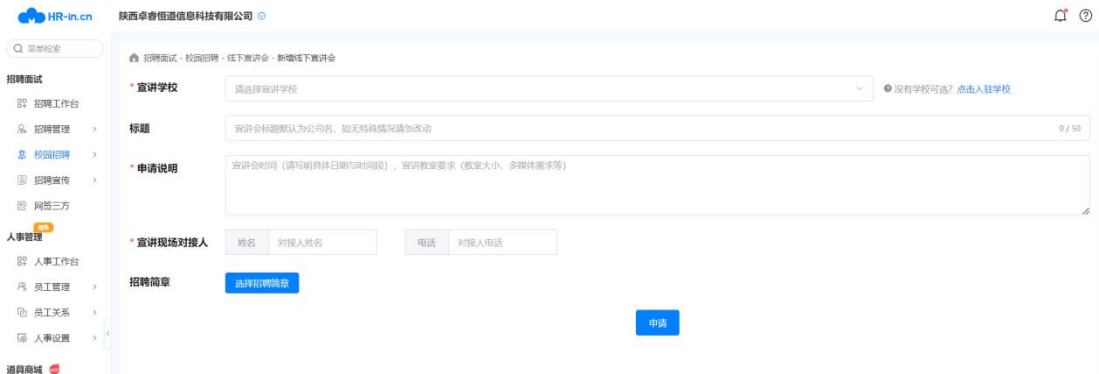 HR-in.cn
陕西卓睿恒道信息科技有限公司
菜单检索
招聘面试
招聘工作台
招聘管理
校园招聘
招聘宣传
网签三方
人事管理
人事工作台
员工管理
员工关系
人事设置
道具商城
招聘面试 - 校园招聘 - 线下宣讲会 - 新增线下宣讲会
* 宣讲学校 请选择宣讲学校 没有学校可选？ 点击入驻学校
标题 宣讲会标题默认为公司名，如无特殊情况请勿改动 0 / 50
* 申请说明 宣讲会时间（请写明具体日期与时间段）、宣讲教室要求（教室大小、多媒体需求等）
* 宣讲现场对接人 姓名 对接人姓名 电话 对接人电话
招聘简章 选择招聘简章
申请